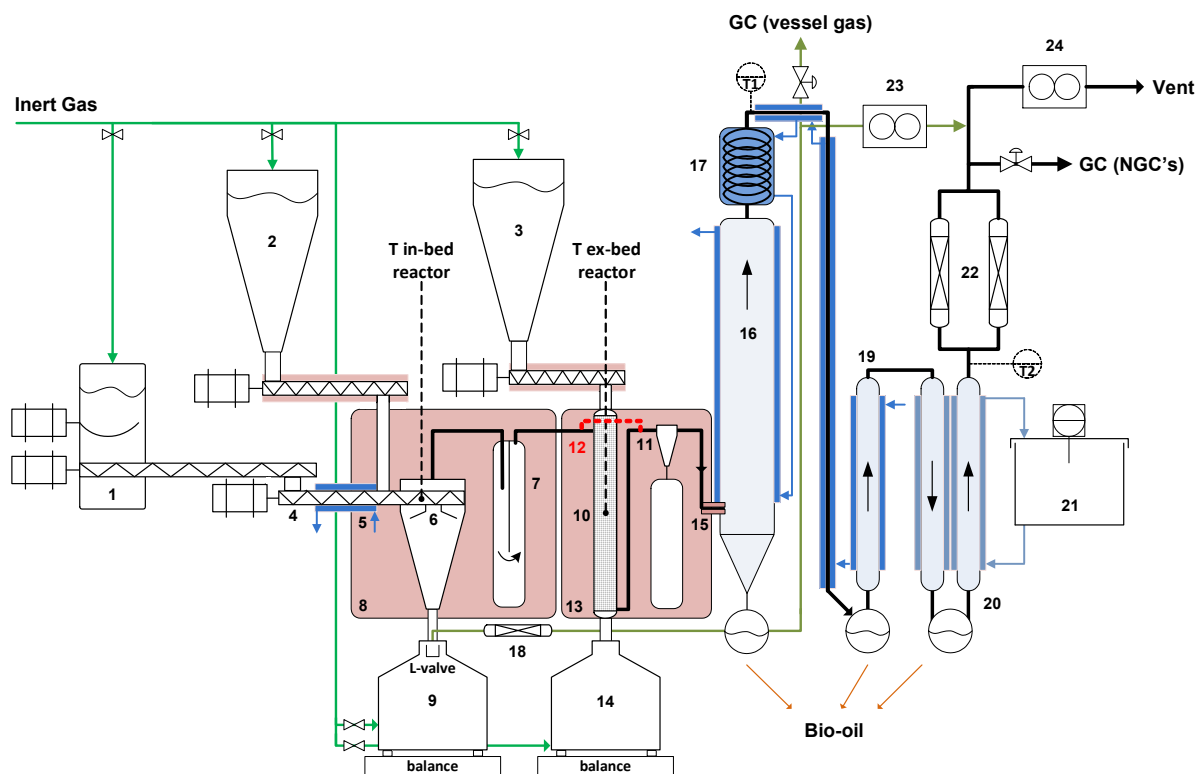 GC (vessel gas)
24
T1
23
Vent
Inert Gas
17
GC (NGC's)
2
3
T in-bed
reactor
T ex-bed
reactor
22
16
19
T2
12
11
7
1
4
5
6
10
15
21
8
13
20
18
L-valve
9
14
Bio-oil
balance
balance